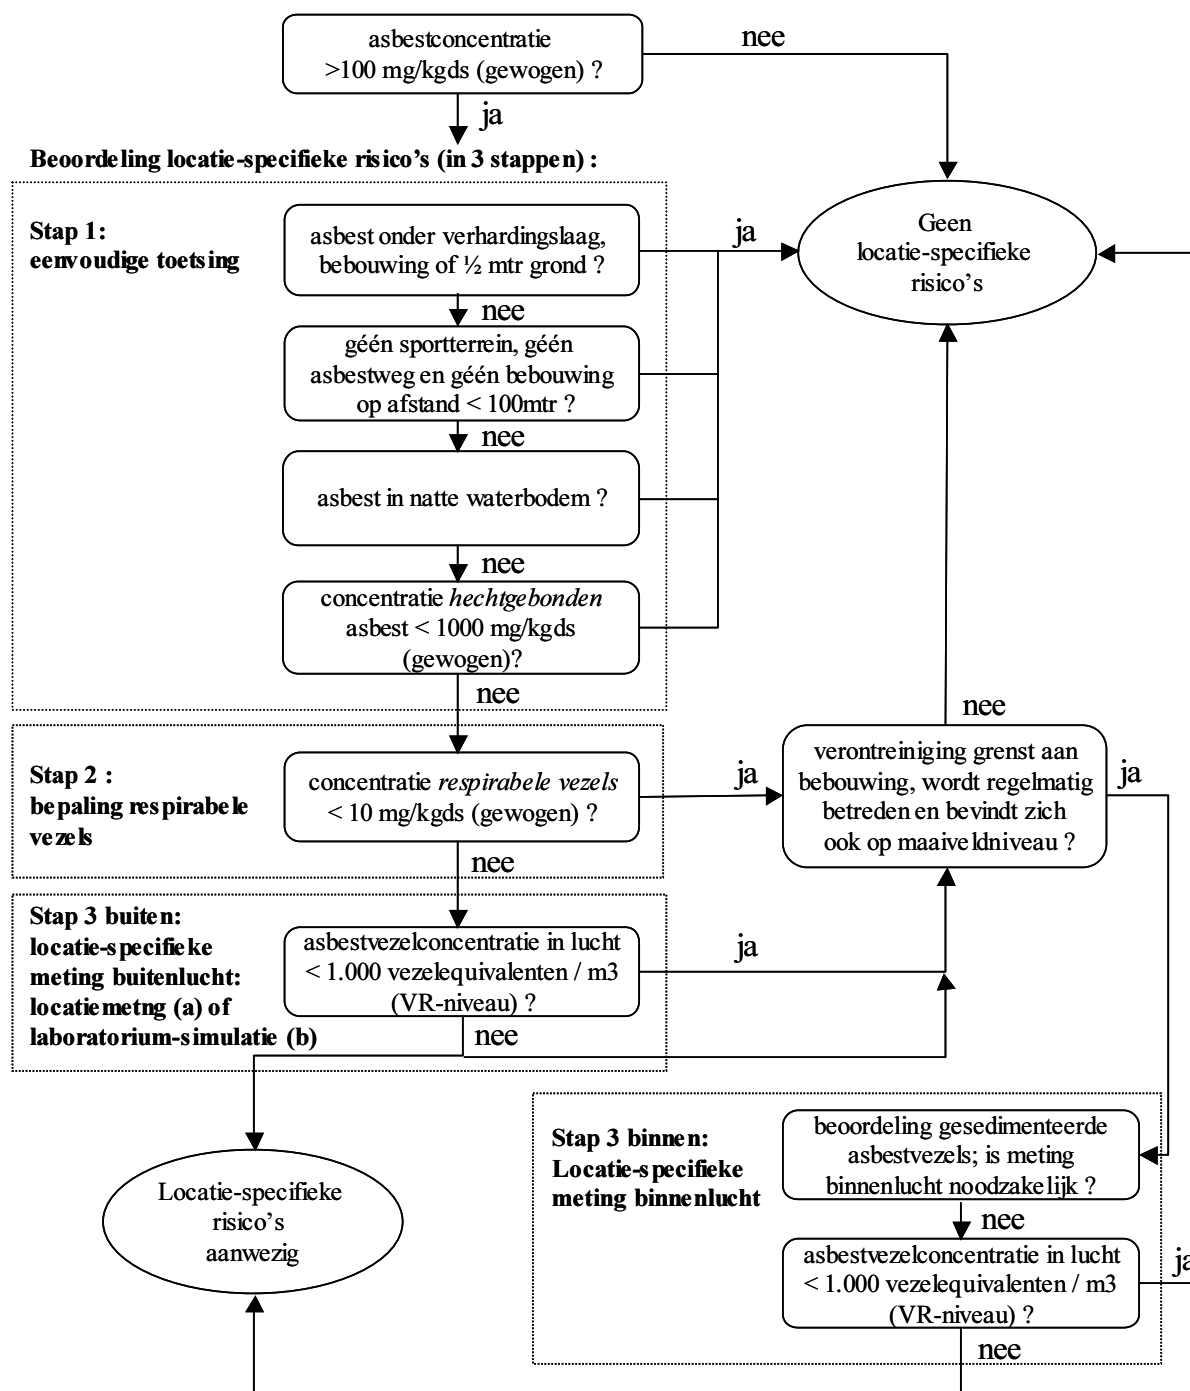 asbestconcentratie
>100 mg/kgds (gewogen) ?
nee
ja
Beoordeling locatie-specifieke risico's (in 3 stappen) :
Stap 1:
eenvoudige toetsing
asbest onder verhardingslaag,
bebouwing of ½ mtr grond ?
ja
Geen
locatie-specifieke
risico's
nee
géén sportterrein, géén
asbestweg en géén bebouwing
op afstand < 100mtr ?
nee
asbest in natte waterbodem ?
nee
concentratie hechtgebonden
asbest < 1000 mg/kgds
(gewogen)?
nee
Stap 2 :
bepaling respirabele
vezels
concentratie respirabele vezels
< 10 mg/kgds (gewogen) ?
ja
nee
verontreiniging grenst aan
bebouwing, wordt regelmatig
betreden en bevindt zich
ook op maaiveldniveau ?
ja
nee
Stap 3 buiten:
locatie-specifieke
meting buitenlucht:
locatiemetng (a) of
laboratorium-simulatie (b)
asbestvezelconcentratie in lucht
< 1.000 vezelequivalenten / m3
(VR-niveau) ?
ja
nee
Locatie-specifieke
risico's
aanwezig
Stap 3 binnen:
Locatie-specifieke
meting binnenlucht
beoordeling gesedimenteerde
asbestvezels; is meting
binnenlucht noodzakelijk ?
nee
asbestvezelconcentratie in lucht
< 1.000 vezelequivalenten / m3
(VR-niveau) ?
ja
nee